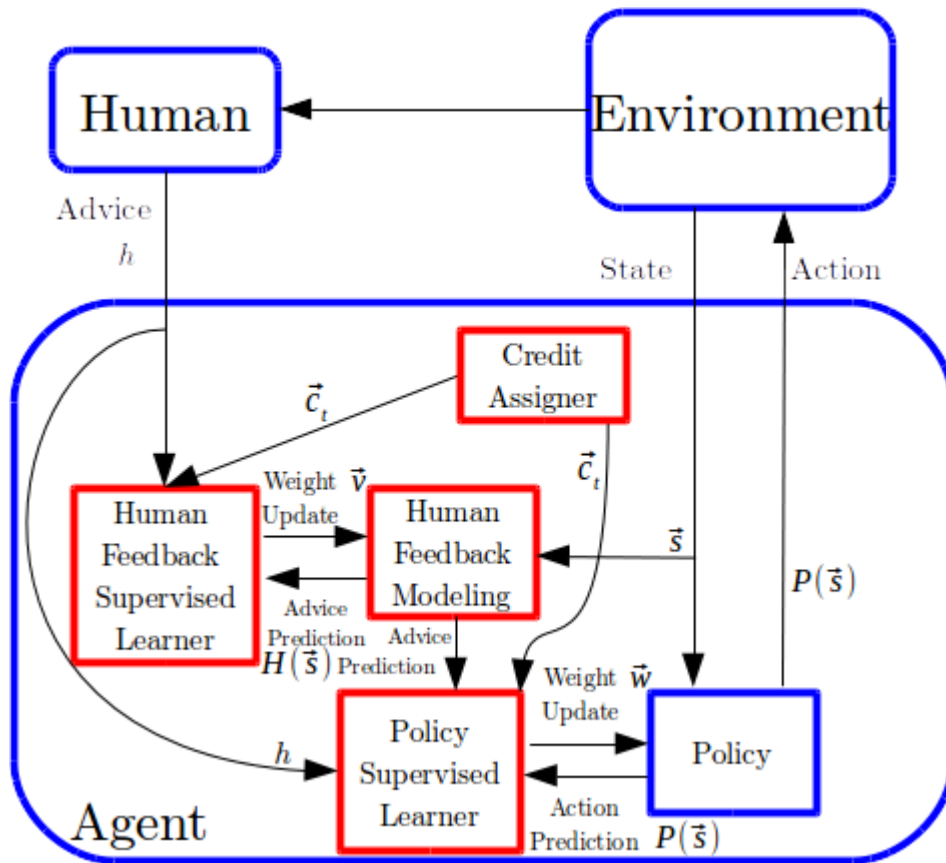 Human
Environment
Advice
h
State
Action
Credit
Assigner
c⃗ₜ
c⃗ₜ
Weight v⃗
Update
Human
Feedback
Supervised
Learner
Human
Feedback
Modeling
s⃗
P(s⃗)
Advice
Prediction
H(s⃗)
Advice
Prediction
Weight w⃗
Update
Policy
Supervised
Learner
Policy
h
Action
Prediction P(s⃗)
Agent